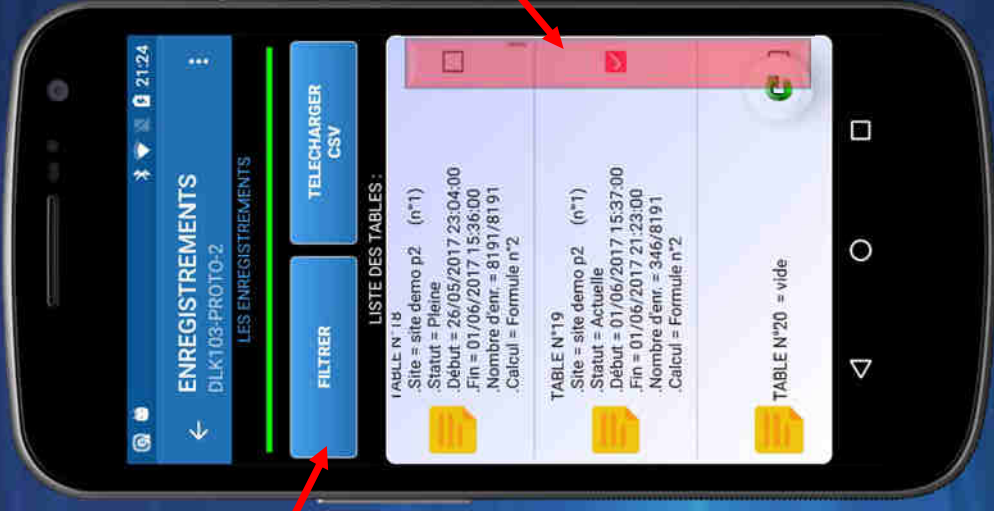 21:24
ENREGISTREMENTS
DLK103-PROTO-2
LES ENREGISTREMENTS
FILTRER
TELECHARGER
CSV
LISTE DES TABLES :
TABLE N°18
.Site = site demo p2 (n°1)
.Statut = Pleine
.Début = 26/05/2017 23:04:00
.Fin = 01/06/2017 15:36:00
.Nombre d'enr. = 8191/8191
.Calcul = Formule n°2
TABLE N°19
.Site = site demo p2 (n°1)
.Statut = Actuelle
.Début = 01/06/2017 15:37:00
.Fin = 01/06/2017 21:23:00
.Nombre d'enr. = 346/8191
.Calcul = Formule n°2
TABLE N°20 = vide